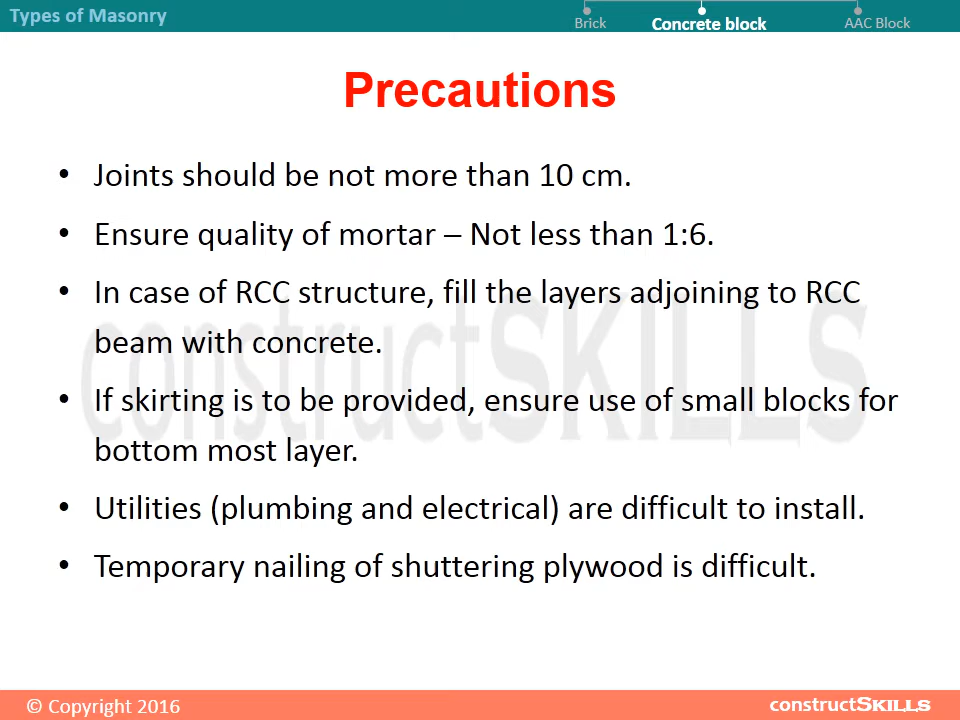 Types of Masonry
Brick
Concrete block
AAC Block
Precautions
• Joints should be not more than 10 cm.
• Ensure quality of mortar – Not less than 1:6.
• In case of RCC structure, fill the layers adjoining to RCC
beam with concrete.
• If skirting is to be provided, ensure use of small blocks for
bottom most layer.
• Utilities (plumbing and electrical) are difficult to install.
• Temporary nailing of shuttering plywood is difficult.
constructSKILLS
© Copyright 2016
constructSKILLS